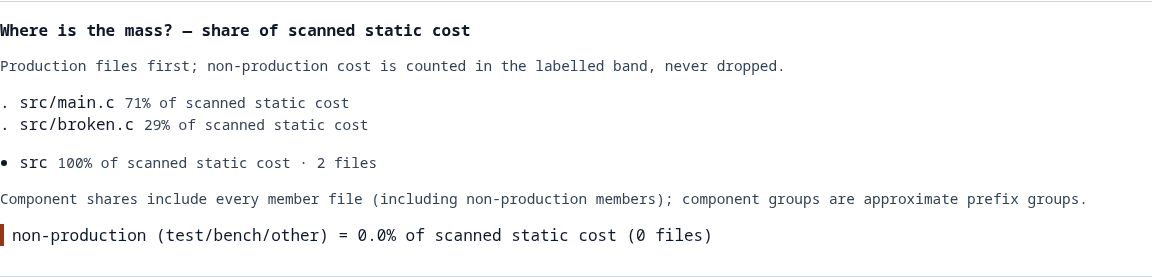 Where is the mass? — share of scanned static cost
Production files first; non-production cost is counted in the labelled band, never dropped.
. src/main.c 71% of scanned static cost
. src/broken.c 29% of scanned static cost
• src 100% of scanned static cost · 2 files
Component shares include every member file (including non-production members); component groups are approximate prefix groups.
non-production (test/bench/other) = 0.0% of scanned static cost (0 files)